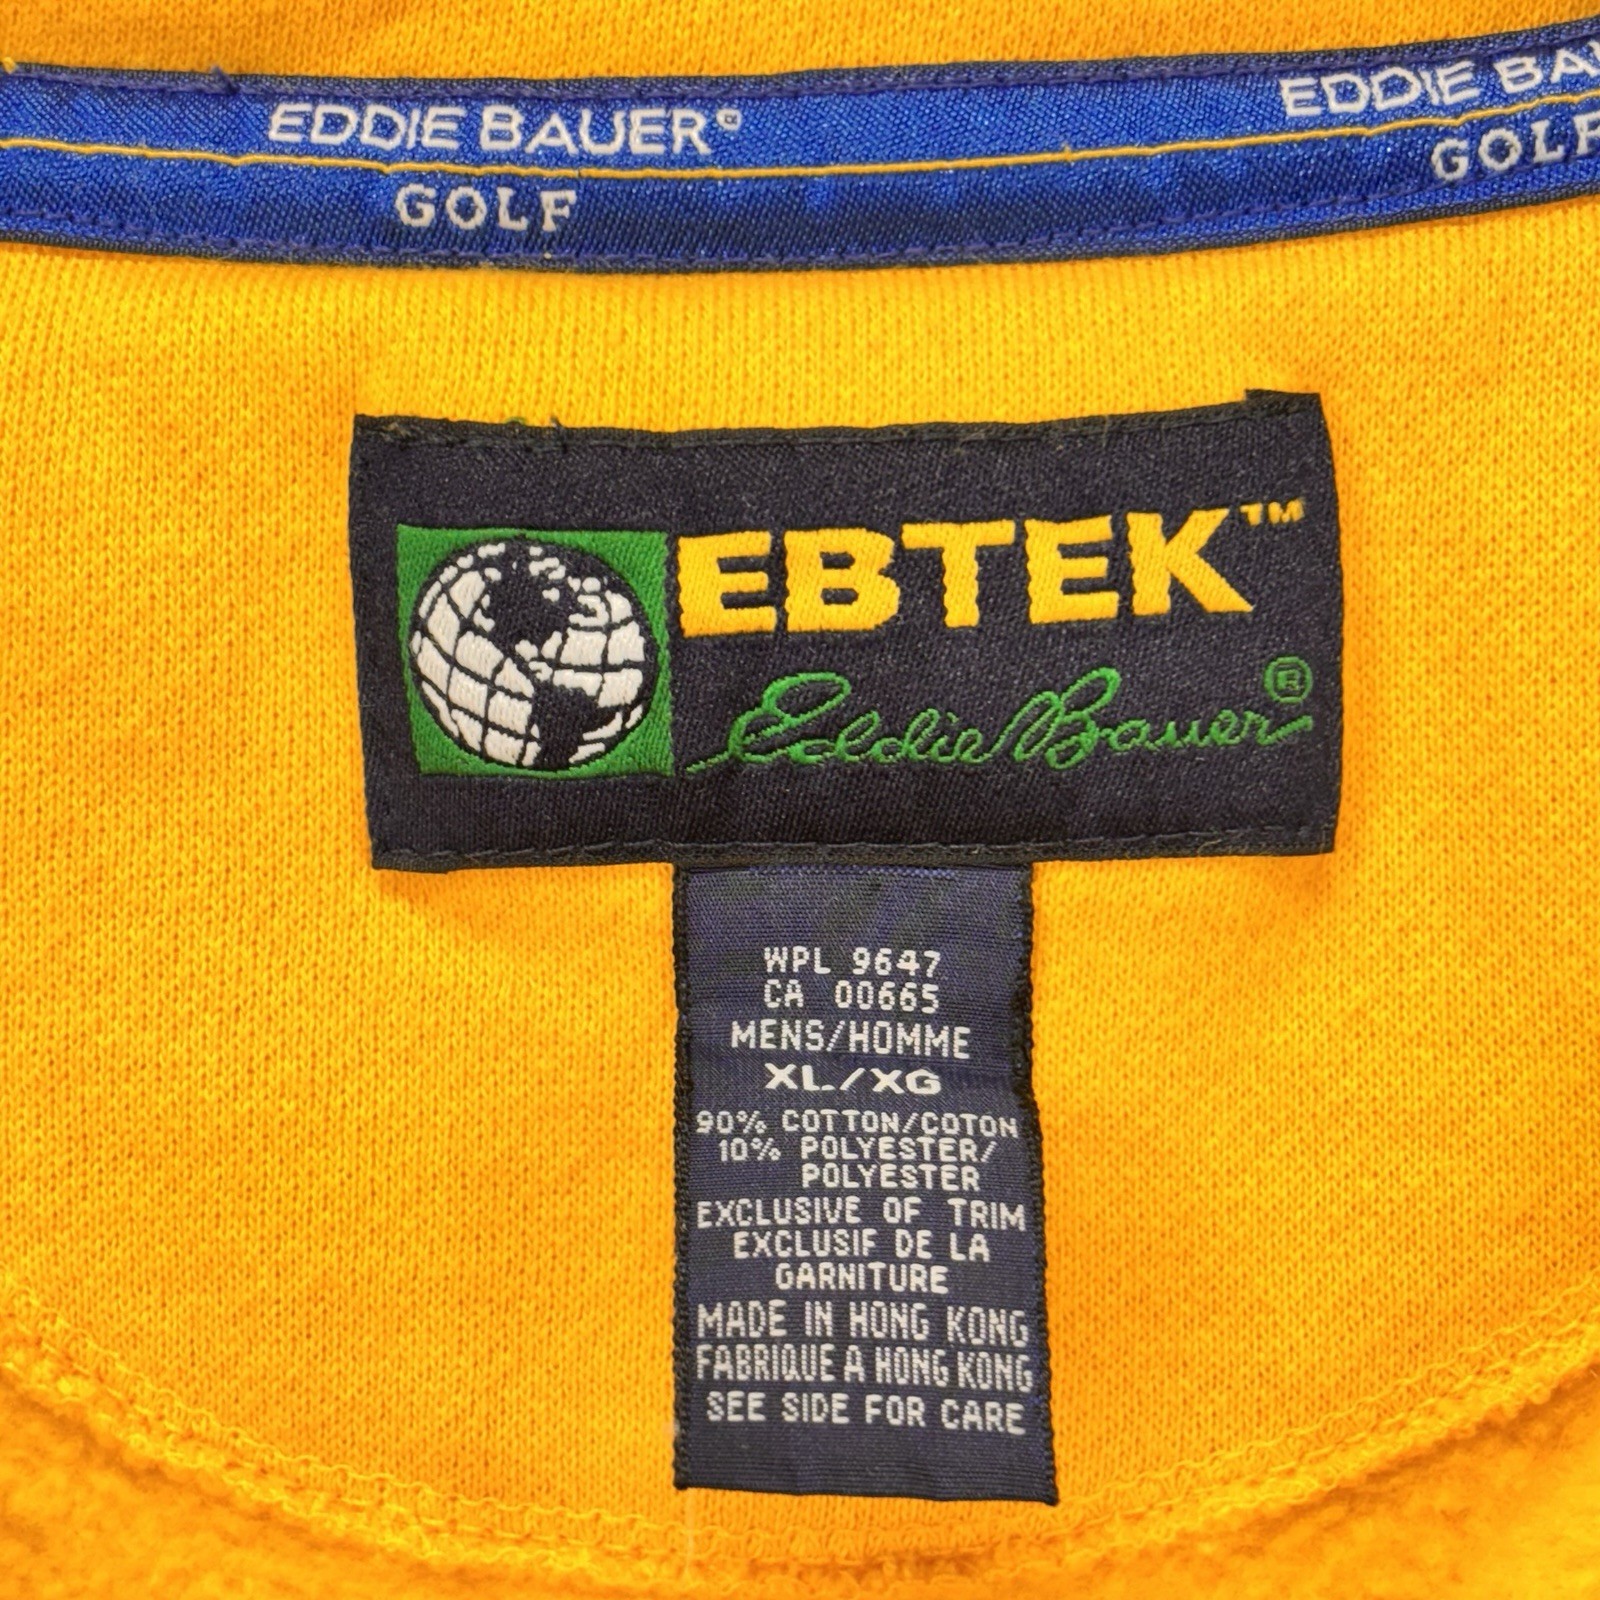 EDDIE BAUER®
GOLF
EDDIE BA
GOLF
EBTEK™
Eddie Bauer®
WPL 9647
CA 00665
MENS/HOMME
XL/XG
90% COTTON/COTON
10% POLYESTER/
POLYESTER
EXCLUSIVE OF TRIM
EXCLUSIF DE LA
GARNITURE
MADE IN HONG KONG
FABRIQUE A HONG KONG
SEE SIDE FOR CARE